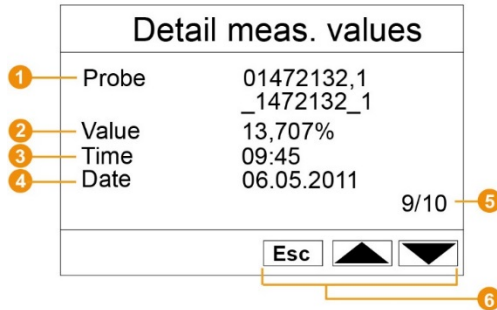 Detail meas. values
1 Probe 01472132,1
_1472132_1
2 Value 13,707%
3 Time 09:45
4 Date 06.05.2011
9/10 5
Esc
6